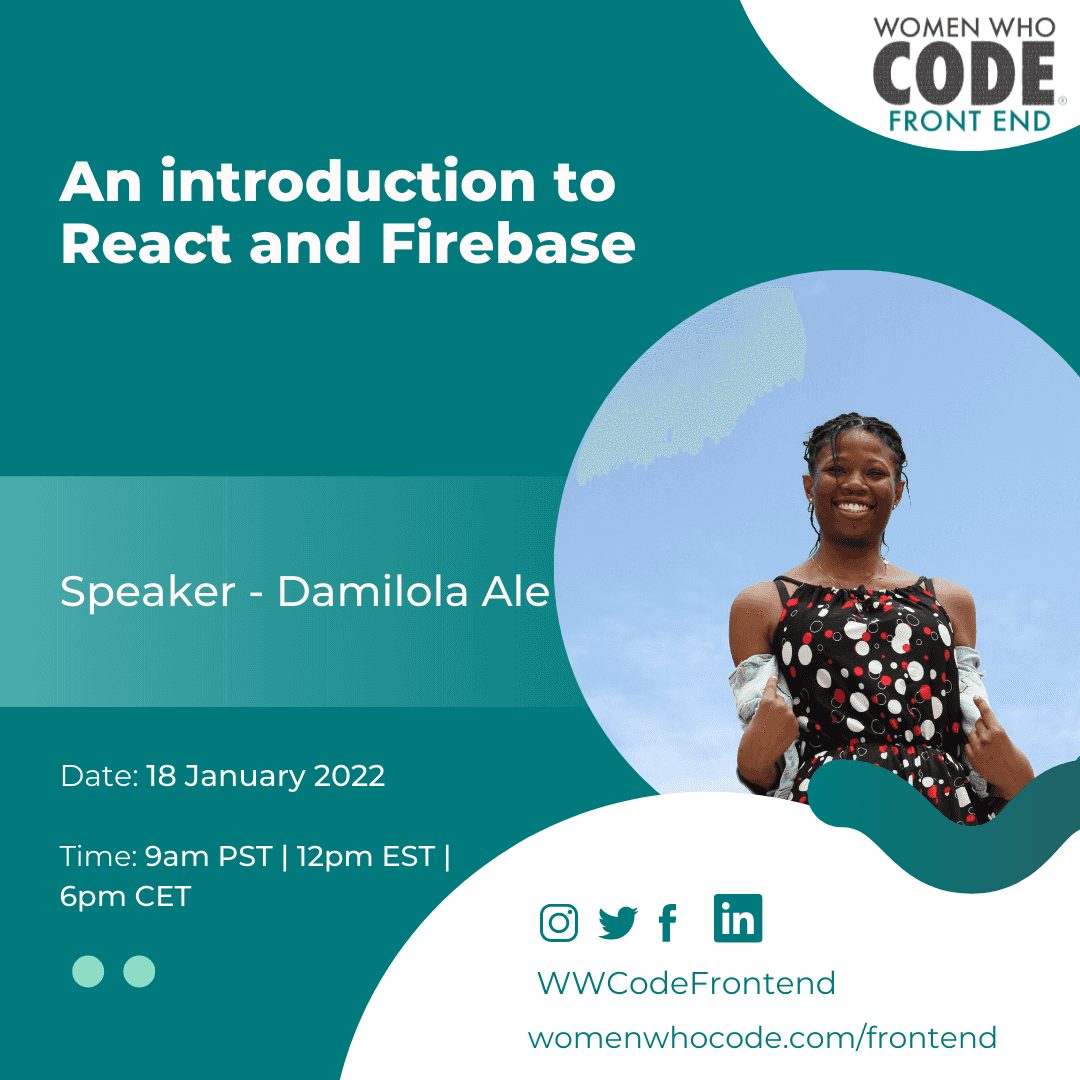 WOMEN WHO
CODE®
FRONT END
An introduction to
React and Firebase
Speaker - Damilola Ale
Date: 18 January 2022
Time: 9am PST | 12pm EST |
6pm CET
WWCodeFrontend
womenwhocode.com/frontend